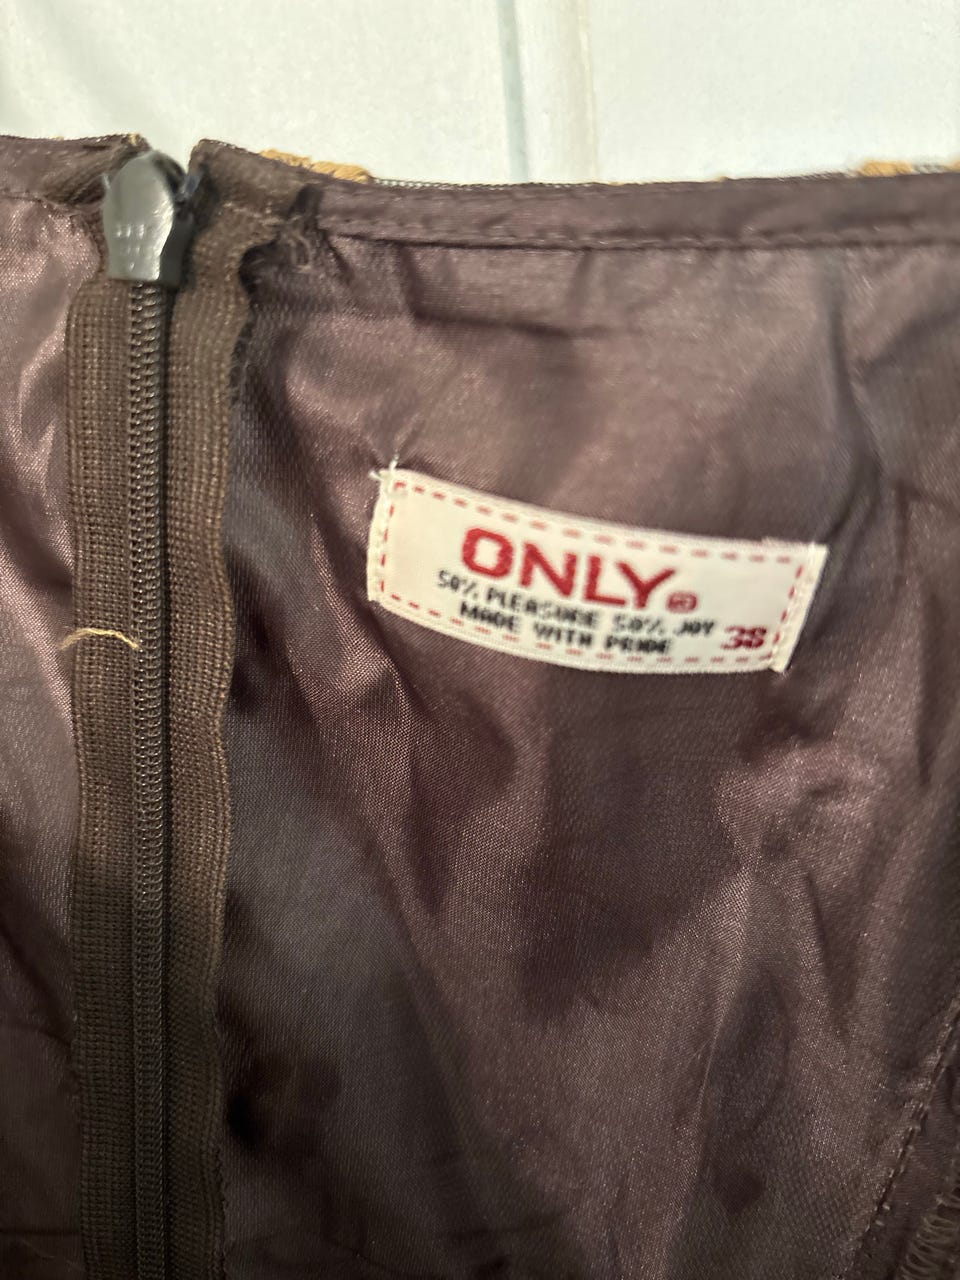 ONLY
50% PLEASURE 50% JOY
MADE WITH PRIDE
38